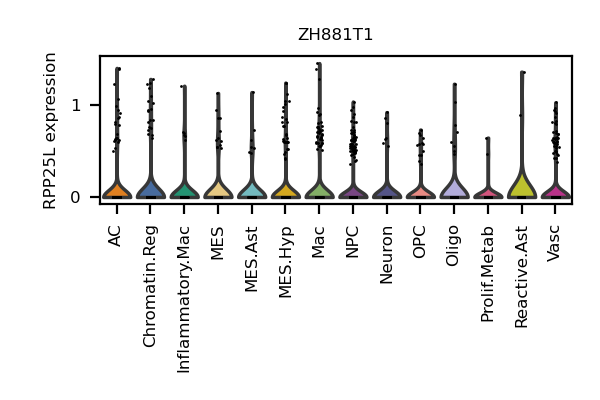 ZH881T1
RPP25L expression
1
0
AC
Chromatin.Reg
Inflammatory.Mac
MES
MES.Ast
MES.Hyp
Mac
NPC
Neuron
OPC
Oligo
Prolif.Metab
Reactive.Ast
Vasc